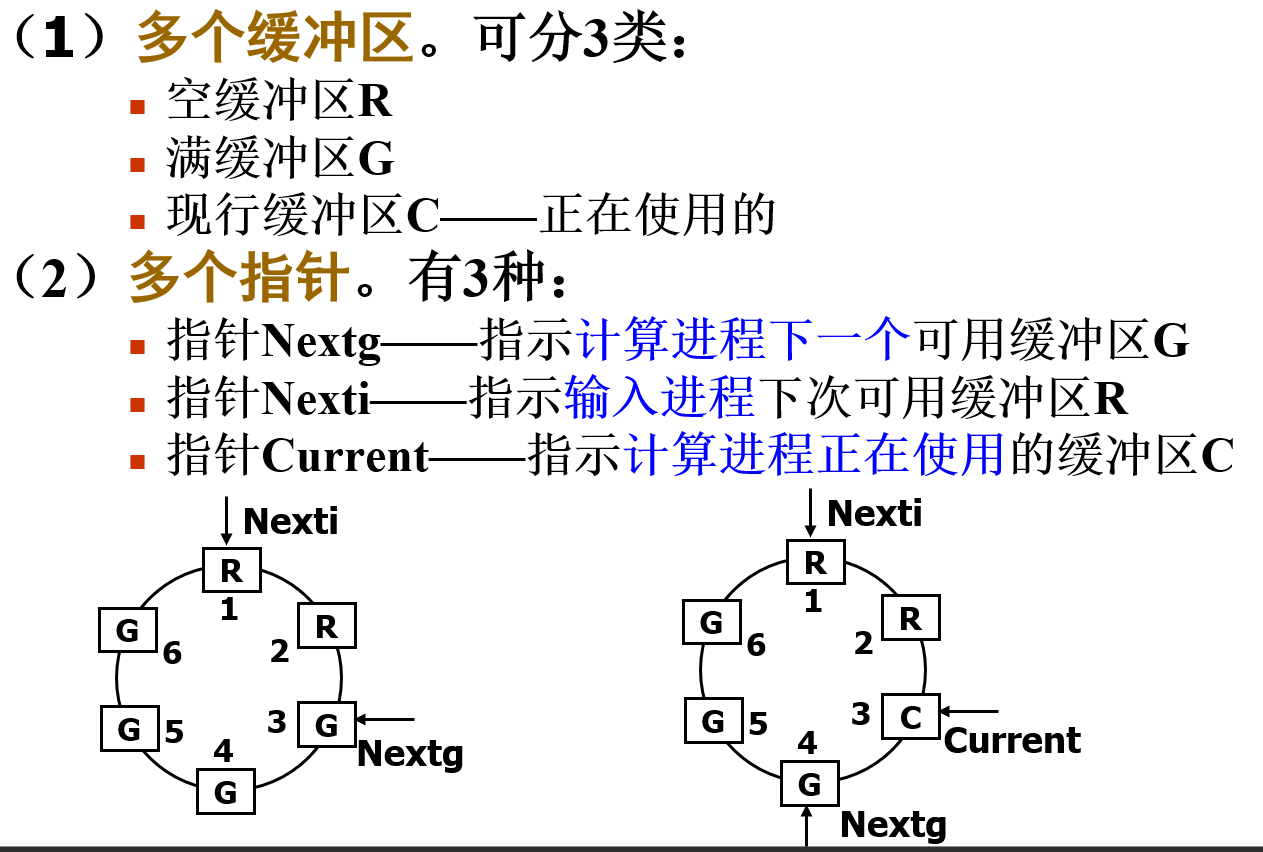 （1）多个缓冲区。可分3类：
空缓冲区R
满缓冲区G
现行缓冲区C——正在使用的
（2）多个指针。有3种：
指针Nextg——指示计算进程下一个可用缓冲区G
指针Nexti——指示输入进程下次可用缓冲区R
指针Current——指示计算进程正在使用的缓冲区C
Nexti
R
1
R
2
G
3
Nextg
G
4
G
5
G
6
Nexti
R
1
R
2
C
3
Current
G
4
Nextg
G
5
G
6